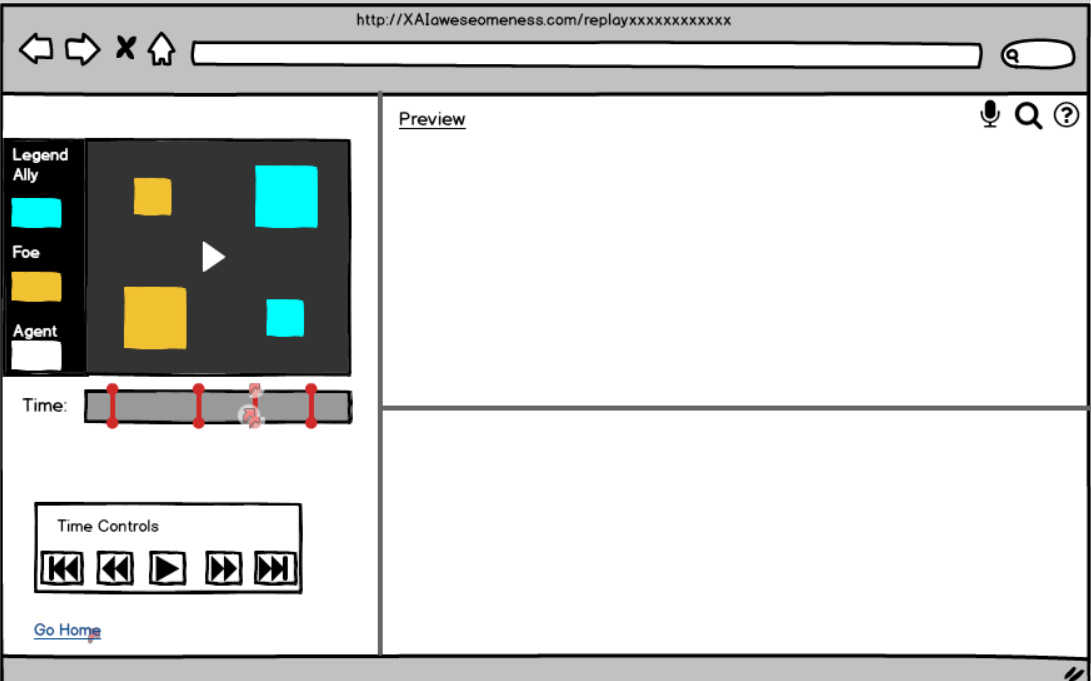 http://XAIaweseomeness.com/replayxxxxxxxxxxxx
Preview
Legend
Ally
Foe
Agent
Time:
Time Controls
Go Home